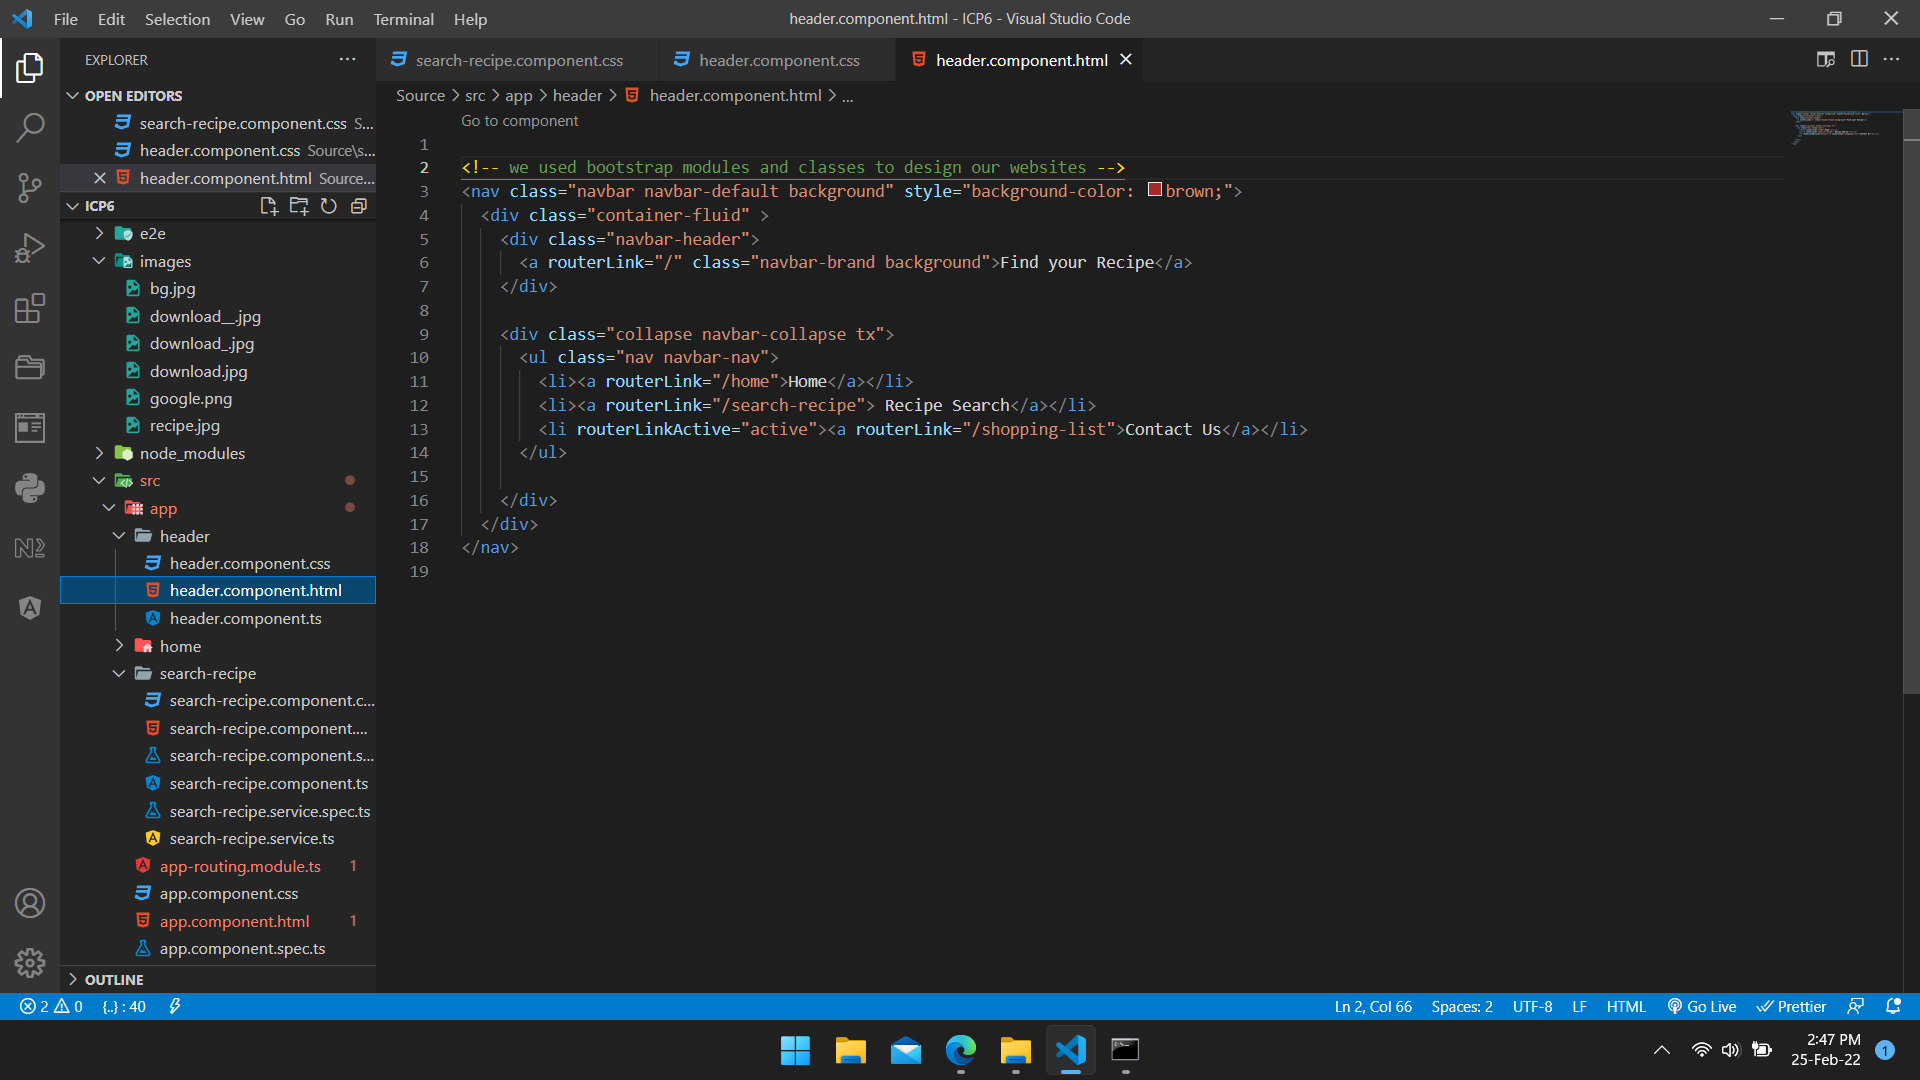 File Edit Selection View Go Run Terminal Help
header.component.html - ICP6 - Visual Studio Code
EXPLORER
OPEN EDITORS
search-recipe.component.css S...
header.component.css Source\s...
header.component.html Source...
ICP6
e2e
images
bg.jpg
download__.jpg
download_.jpg
download.jpg
google.png
recipe.jpg
node_modules
src
app
header
header.component.css
header.component.html
header.component.ts
home
search-recipe
search-recipe.component.c...
search-recipe.component....
search-recipe.component.s...
search-recipe.component.ts
search-recipe.service.spec.ts
search-recipe.service.ts
app-routing.module.ts 1
app.component.css
app.component.html 1
app.component.spec.ts
OUTLINE
search-recipe.component.css header.component.css header.component.html
Source > src > app > header > header.component.html > ...
Go to component
1
2 <!-- we used bootstrap modules and classes to design our websites -->
3 <nav class="navbar navbar-default background" style="background-color: brown;">
4 <div class="container-fluid" >
5 <div class="navbar-header">
6 <a routerLink="/" class="navbar-brand background">Find your Recipe</a>
7 </div>
8
9 <div class="collapse navbar-collapse tx">
10 <ul class="nav navbar-nav">
11 <li><a routerLink="/home">Home</a></li>
12 <li><a routerLink="/search-recipe"> Recipe Search</a></li>
13 <li routerLinkActive="active"><a routerLink="/shopping-list">Contact Us</a></li>
14 </ul>
15
16 </div>
17 </div>
18 </nav>
19
2 0 {..} : 40 Ln 2, Col 66 Spaces: 2 UTF-8 LF HTML Go Live Prettier
2:47 PM
25-Feb-22 1